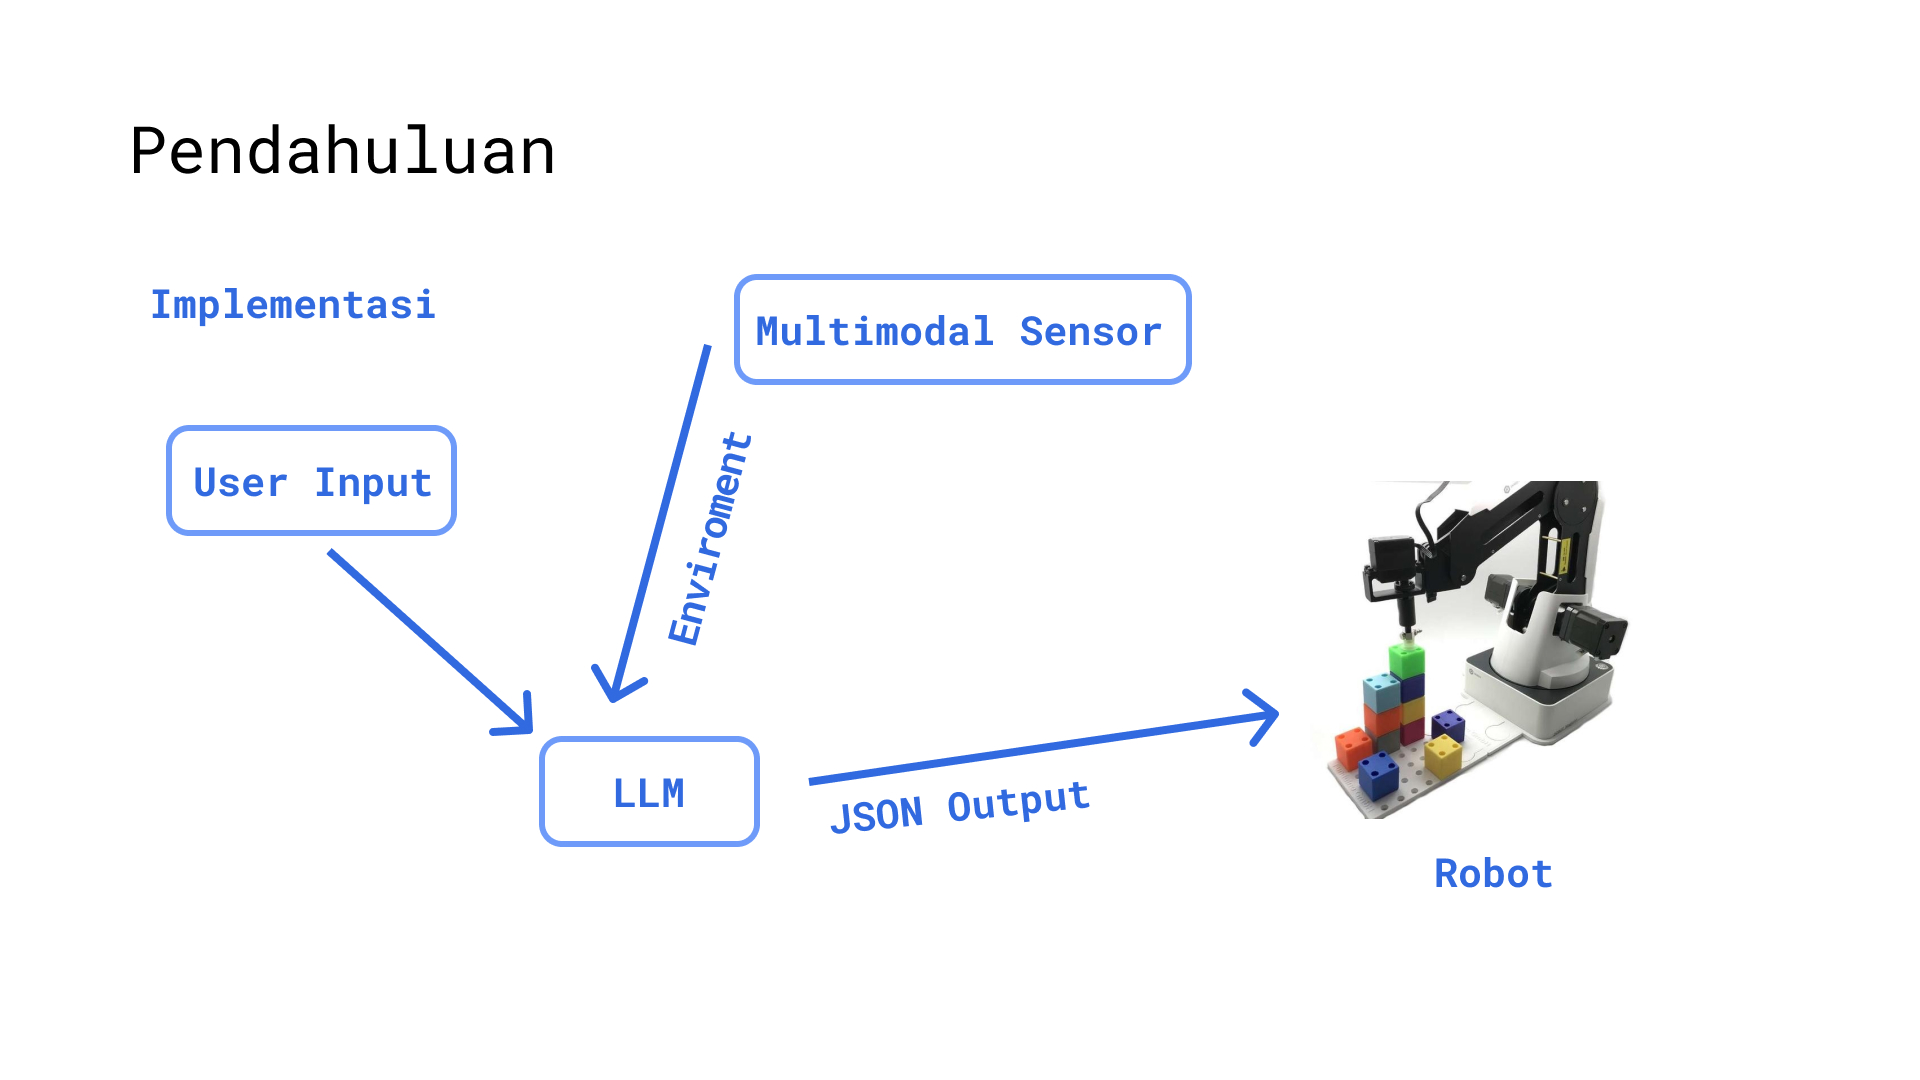 Pendahuluan
Implementasi
Multimodal Sensor
User Input
Enviroment
LLM
JSON Output
Robot